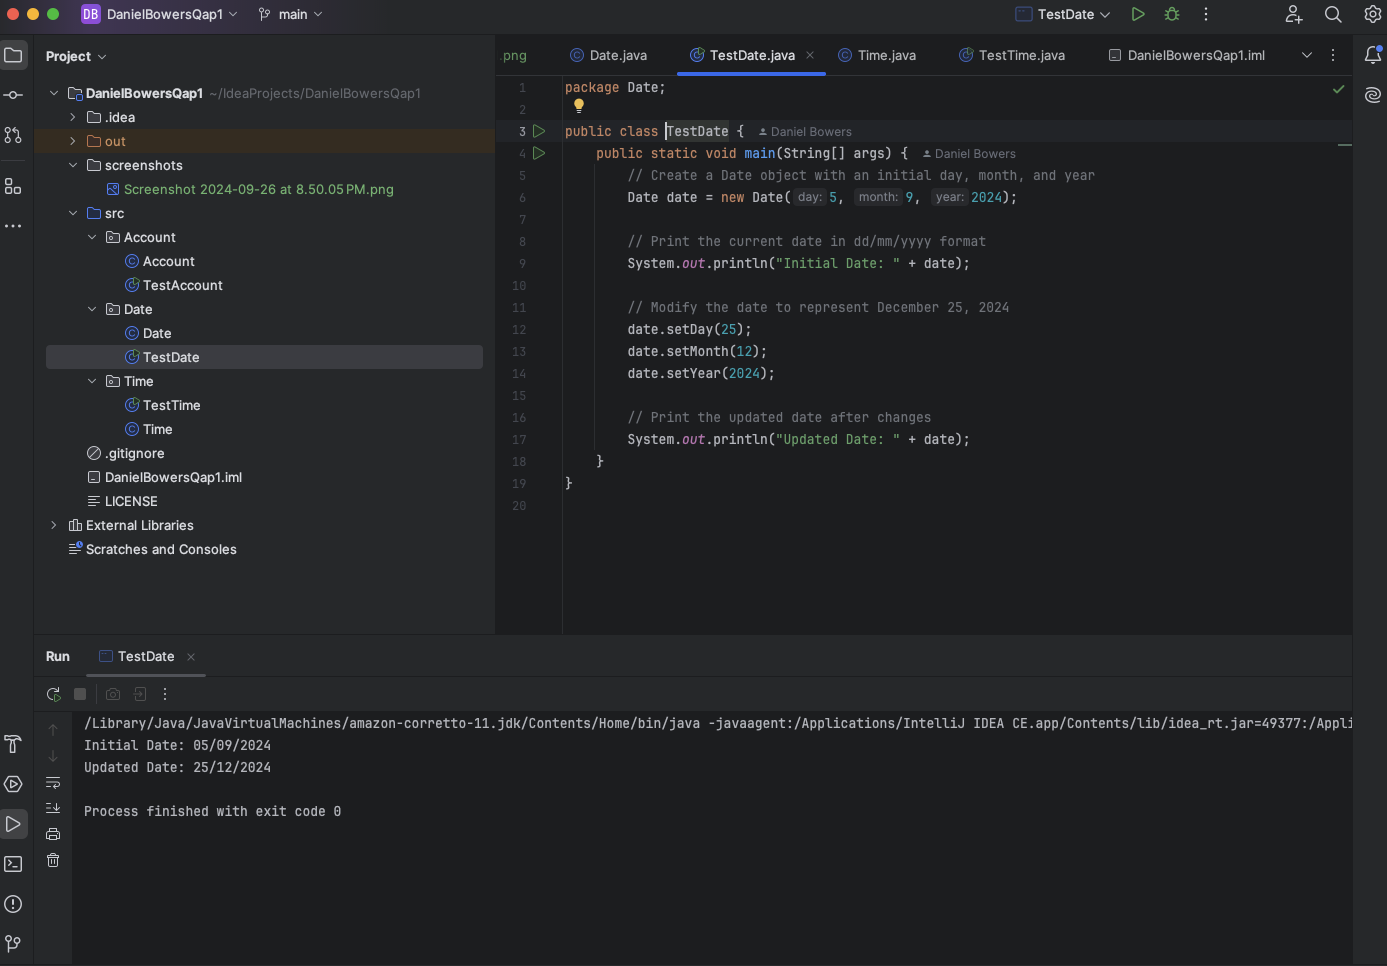 DB DanielBowersQap1 main TestDate
Project
DanielBowersQap1 ~/IdeaProjects/DanielBowersQap1
.idea
out
screenshots
Screenshot 2024-09-26 at 8.50.05 PM.png
src
Account
Account
TestAccount
Date
Date
TestDate
Time
TestTime
Time
.gitignore
DanielBowersQap1.iml
LICENSE
External Libraries
Scratches and Consoles
.png Date.java TestDate.java Time.java TestTime.java DanielBowersQap1.iml
1 package Date;
2
3 public class TestDate { Daniel Bowers
4 public static void main(String[] args) { Daniel Bowers
5 // Create a Date object with an initial day, month, and year
6 Date date = new Date( day: 5, month: 9, year: 2024);
7
8 // Print the current date in dd/mm/yyyy format
9 System.out.println("Initial Date: " + date);
10
11 // Modify the date to represent December 25, 2024
12 date.setDay(25);
13 date.setMonth(12);
14 date.setYear(2024);
15
16 // Print the updated date after changes
17 System.out.println("Updated Date: " + date);
18 }
19 }
20
Run TestDate
/Library/Java/JavaVirtualMachines/amazon-corretto-11.jdk/Contents/Home/bin/java -javaagent:/Applications/IntelliJ IDEA CE.app/Contents/lib/idea_rt.jar=49377:/Appli
Initial Date: 05/09/2024
Updated Date: 25/12/2024
Process finished with exit code 0